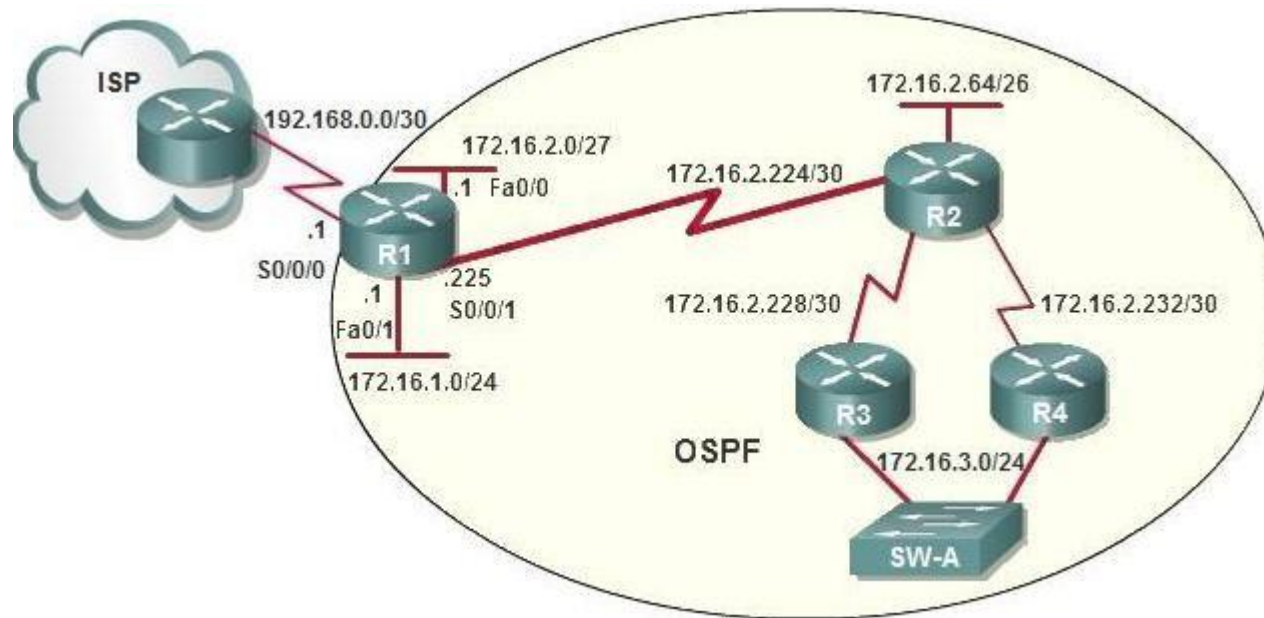 ISP
192.168.0.0/30
172.16.2.0/27
.1 Fa0/0
.1
S0/0/0
R1
.225
S0/0/1
.1
Fa0/1
172.16.1.0/24
172.16.2.224/30
172.16.2.64/26
R2
172.16.2.228/30
172.16.2.232/30
R3
R4
OSPF
172.16.3.0/24
SW-A